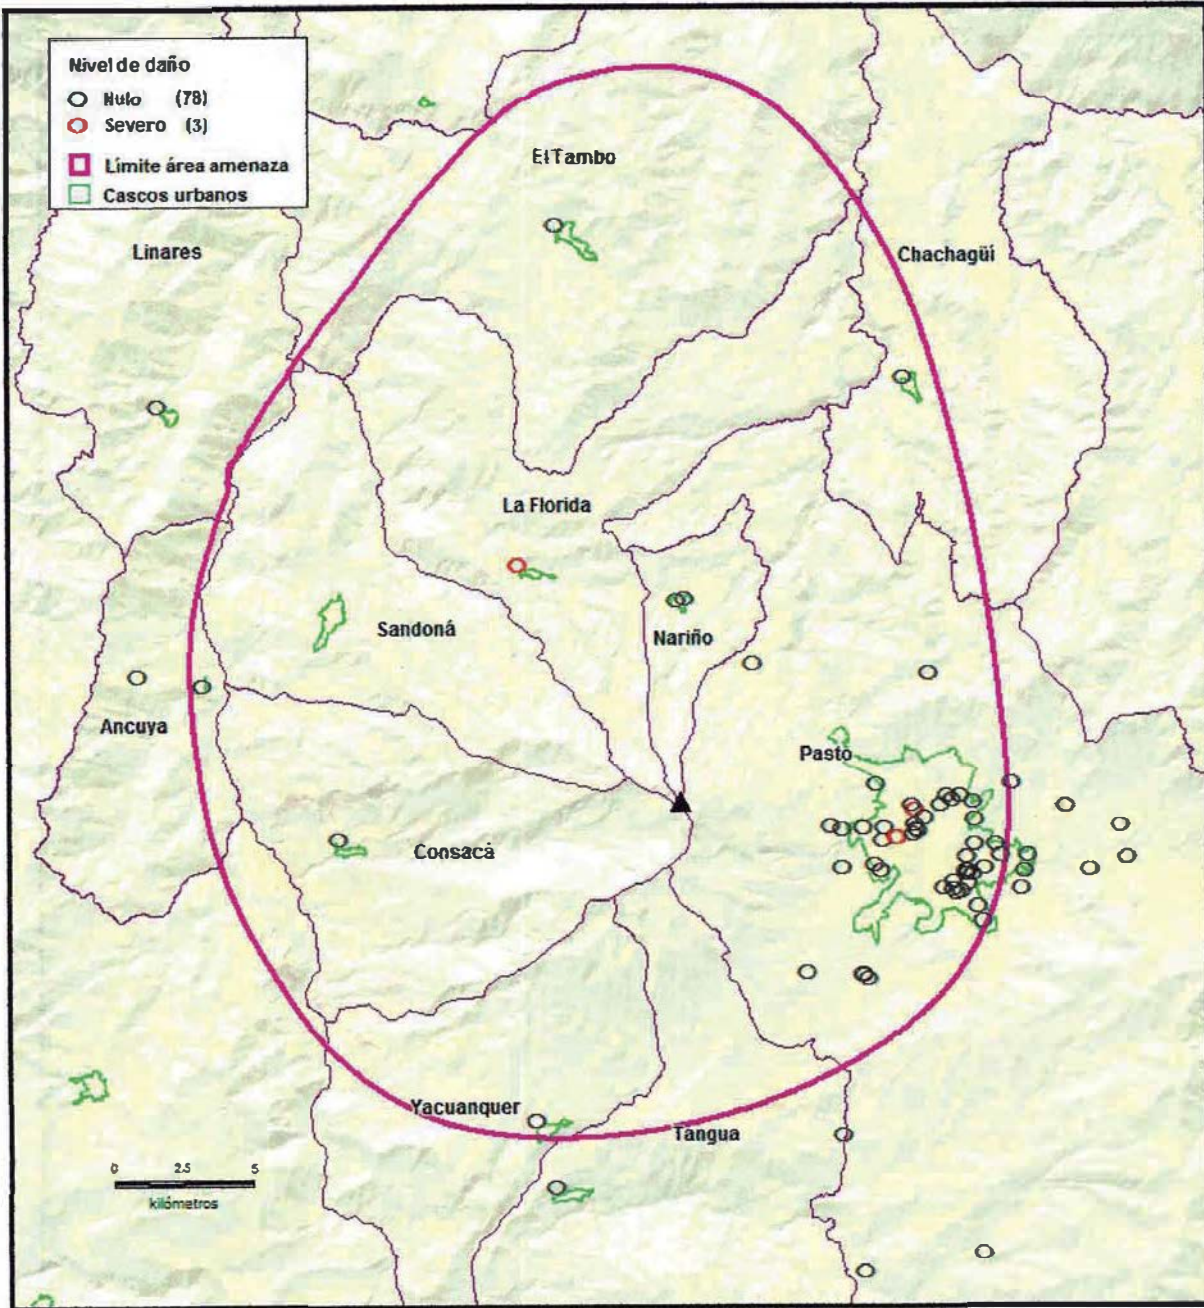 Nivel de daño
Nulo (78)
Severo (3)
Límite área amenaza
Cascos urbanos
El Tambo
Linares
Chachagüí
La Florida
Sandoná
Nariño
Ancuya
Pasto
Consacá
Yacuanquer
Tangua
0 2.5 5
kilómetros